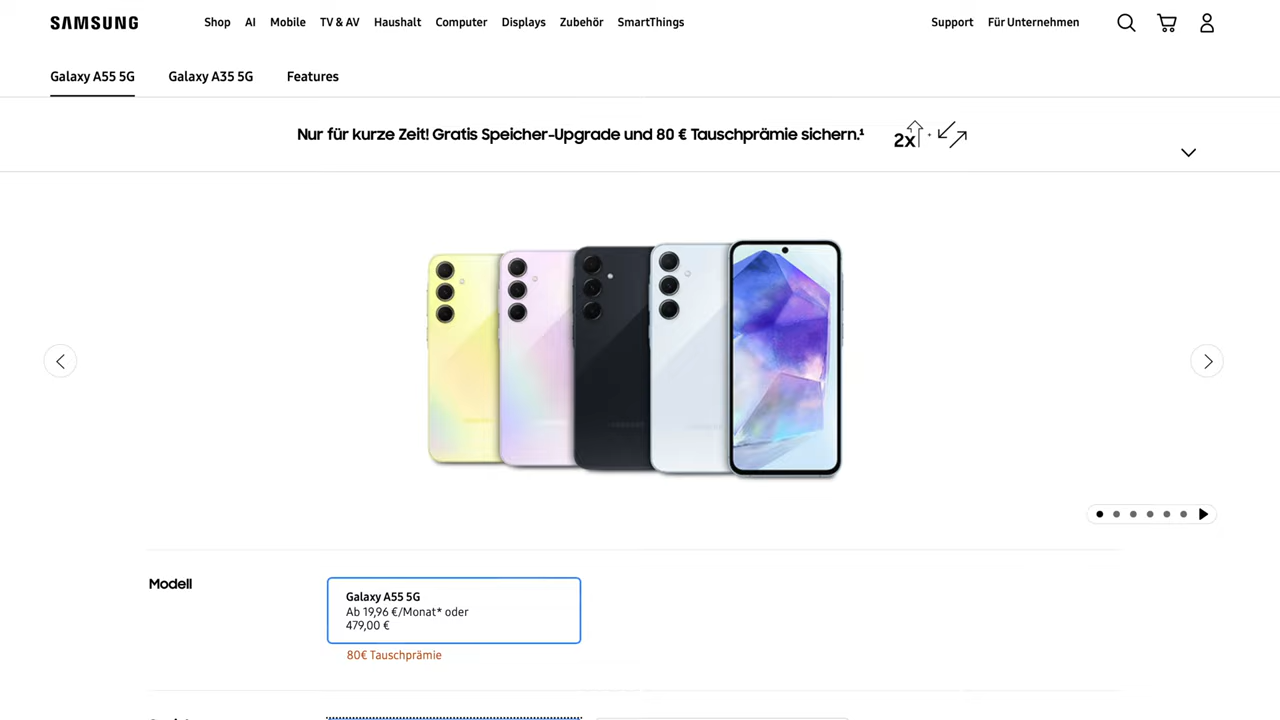 SAMSUNG Shop AI Mobile TV & AV Haushalt Computer Displays Zubehör SmartThings Support Für Unternehmen
Galaxy A55 5G Galaxy A35 5G Features
Nur für kurze Zeit! Gratis Speicher-Upgrade und 80 € Tauschprämie sichern.¹ 2x
Modell
Galaxy A55 5G
Ab 19,96 €/Monat* oder
479,00 €
80€ Tauschprämie